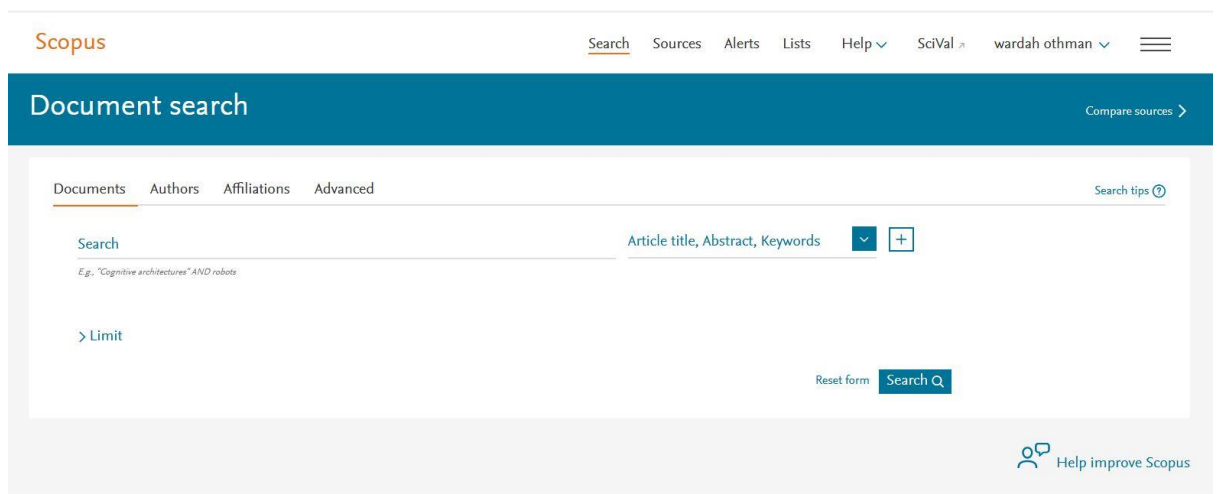 Scopus
Search Sources Alerts Lists Help SciVal wardah othman
Document search
Compare sources
Documents Authors Affiliations Advanced
Search tips
Search
Article title, Abstract, Keywords
E.g., "Cognitive architectures" AND robots
Limit
Reset form
Search
Help improve Scopus